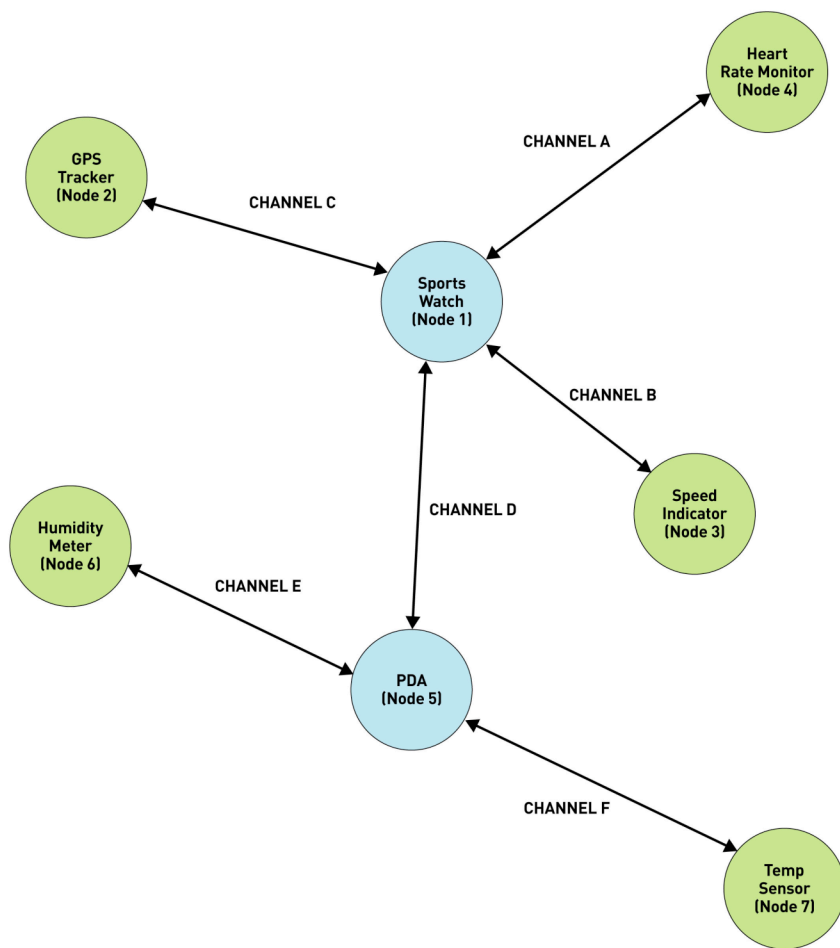 Heart
Rate Monitor
(Node 4)
CHANNEL A
GPS
Tracker
(Node 2)
CHANNEL C
Sports
Watch
(Node 1)
CHANNEL B
Speed
Indicator
(Node 3)
CHANNEL D
Humidity
Meter
(Node 6)
CHANNEL E
PDA
(Node 5)
CHANNEL F
Temp
Sensor
(Node 7)